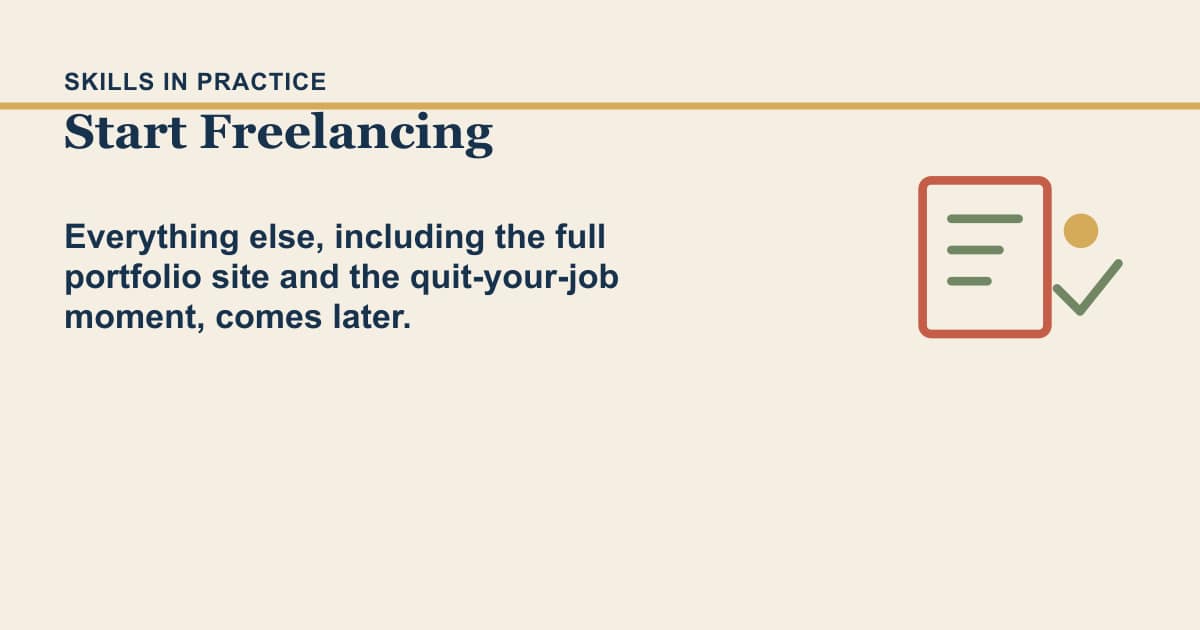 SKILLS IN PRACTICE
Start Freelancing
Everything else, including the full
portfolio site and the quit-your-job
moment, comes later.